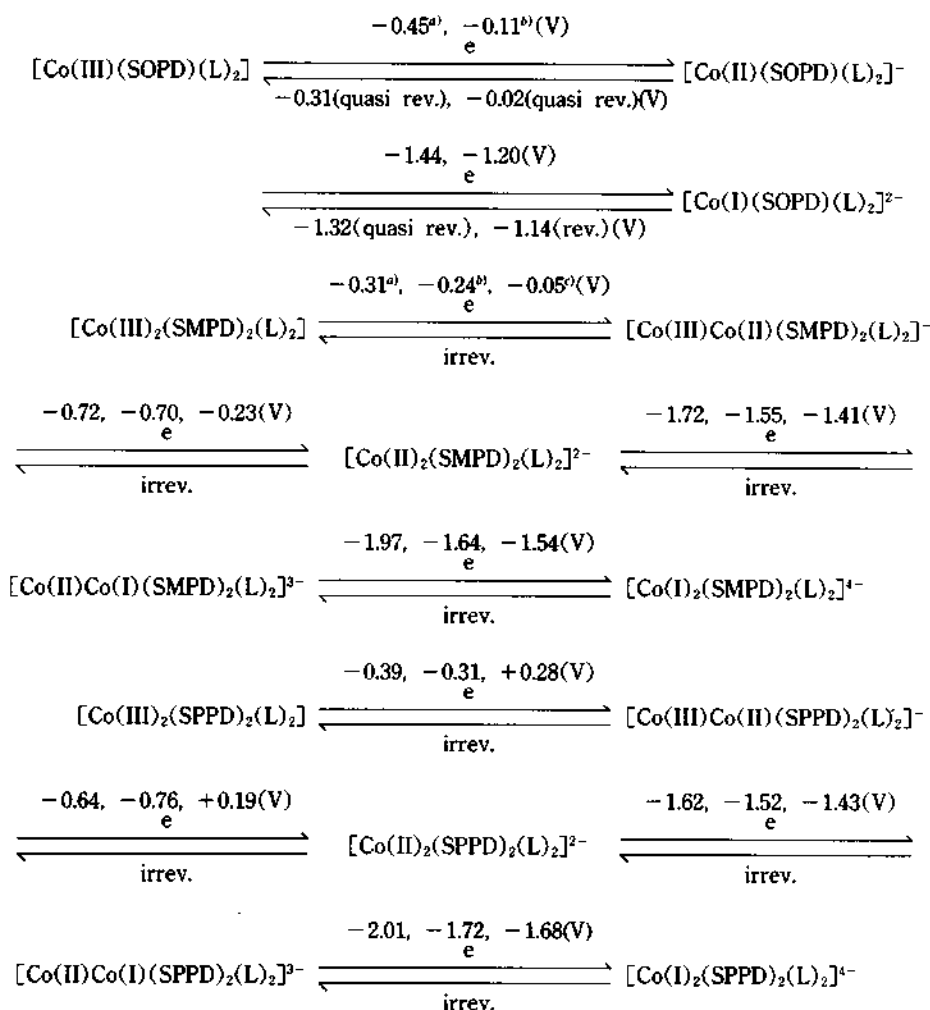 −0.45ᵃ⁾, −0.11ᵇ⁾(V)
e
[Co(III)(SOPD)(L)₂] [Co(II)(SOPD)(L)₂]⁻
−0.31(quasi rev.), −0.02(quasi rev.)(V)
−1.44, −1.20(V)
e
[Co(I)(SOPD)(L)₂]²⁻
−1.32(quasi rev.), −1.14(rev.)(V)
−0.31ᵃ⁾, −0.24ᵇ⁾, −0.05ᶜ⁾(V)
e
[Co(III)₂(SMPD)₂(L)₂] [Co(III)Co(II)(SMPD)₂(L)₂]⁻
irrev.
−0.72, −0.70, −0.23(V) −1.72, −1.55, −1.41(V)
e e
[Co(II)₂(SMPD)₂(L)₂]²⁻
irrev. irrev.
−1.97, −1.64, −1.54(V)
e
[Co(II)Co(I)(SMPD)₂(L)₂]³⁻ [Co(I)₂(SMPD)₂(L)₂]⁴⁻
irrev.
−0.39, −0.31, +0.28(V)
e
[Co(III)₂(SPPD)₂(L)₂] [Co(III)Co(II)(SPPD)₂(L)₂]⁻
irrev.
−0.64, −0.76, +0.19(V) −1.62, −1.52, −1.43(V)
e e
[Co(II)₂(SPPD)₂(L)₂]²⁻
irrev. irrev.
−2.01, −1.72, −1.68(V)
e
[Co(II)Co(I)(SPPD)₂(L)₂]³⁻ [Co(I)₂(SPPD)₂(L)₂]⁴⁻
irrev.